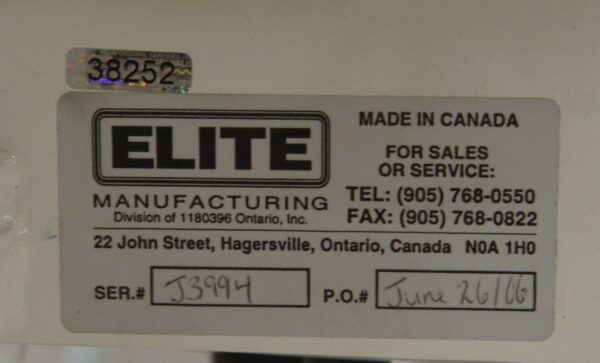 38252
ELITE
MANUFACTURING
Division of 1180396 Ontario, Inc.
MADE IN CANADA
FOR SALES
OR SERVICE:
TEL: (905) 768-0550
FAX: (905) 768-0822
22 John Street, Hagersville, Ontario, Canada N0A 1H0
SER.# J3994 P.O.# June 26/06